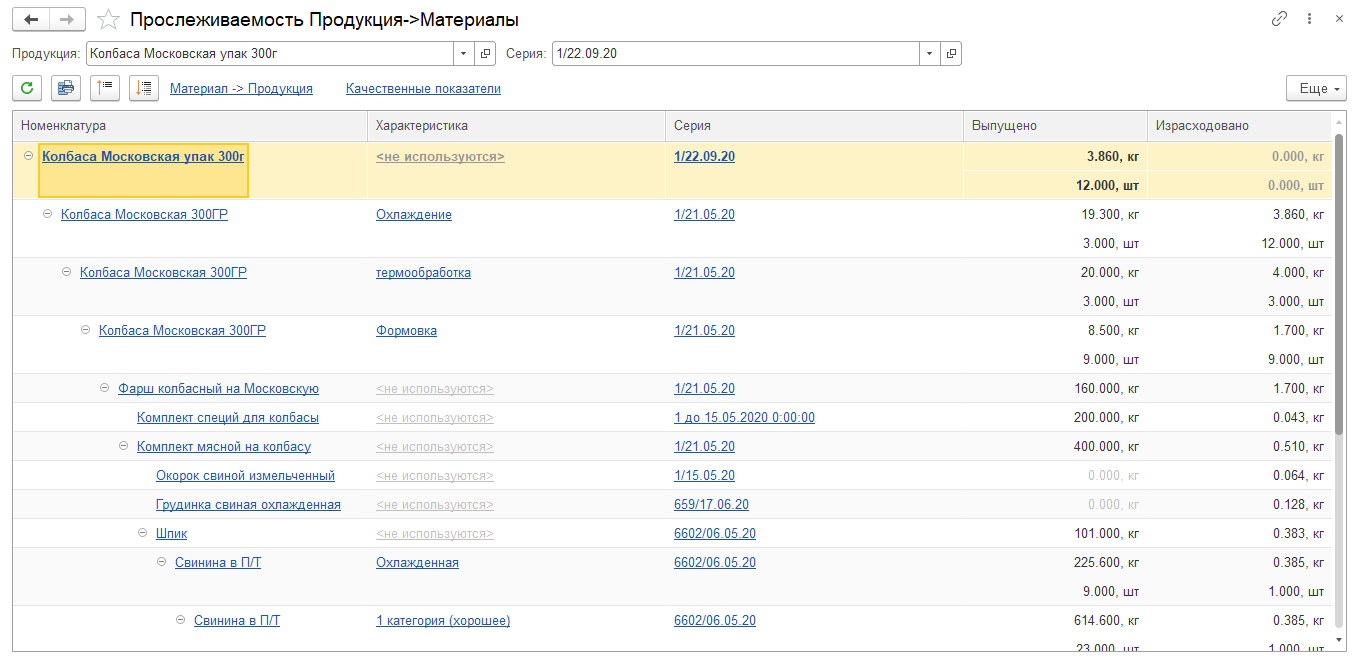 Прослеживаемость Продукция->Материалы
Продукция: Колбаса Московская упак 300г Серия: 1/22.09.20
Материал -> Продукция Качественные показатели Еще
Номенклатура Характеристика Серия Выпущено Израсходовано
Колбаса Московская упак 300г <не используются> 1/22.09.20 3.860, кг 0.000, кг
12.000, шт 0.000, шт
Колбаса Московская 300ГР Охлаждение 1/21.05.20 19.300, кг 3.860, кг
3.000, шт 12.000, шт
Колбаса Московская 300ГР термообработка 1/21.05.20 20.000, кг 4.000, кг
3.000, шт 3.000, шт
Колбаса Московская 300ГР Формовка 1/21.05.20 8.500, кг 1.700, кг
9.000, шт 9.000, шт
Фарш колбасный на Московскую <не используются> 1/21.05.20 160.000, кг 1.700, кг
Комплект специй для колбасы <не используются> 1 до 15.05.2020 0:00:00 200.000, кг 0.043, кг
Комплект мясной на колбасу <не используются> 1/21.05.20 400.000, кг 0.510, кг
Окорок свиной измельченный <не используются> 1/15.05.20 0.000, кг 0.064, кг
Грудинка свиная охлажденная <не используются> 659/17.06.20 0.000, кг 0.128, кг
Шпик <не используются> 6602/06.05.20 101.000, кг 0.383, кг
Свинина в П/Т Охлажденная 6602/06.05.20 225.600, кг 0.385, кг
9.000, шт 1.000, шт
Свинина в П/Т 1 категория (хорошее) 6602/06.05.20 614.600, кг 0.385, кг
23.000, шт 1.000, шт